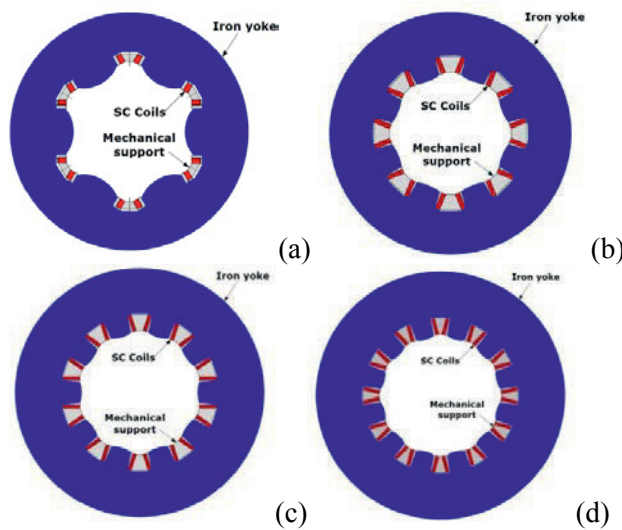 Iron yoke
SC Coils
Mechanical
support
(a)
Iron yoke
SC Coils
Mechanical
support
(b)
Iron yoke
SC Coils
Mechanical
support
(c)
Iron yoke
SC Coils
Mechanical
support
(d)